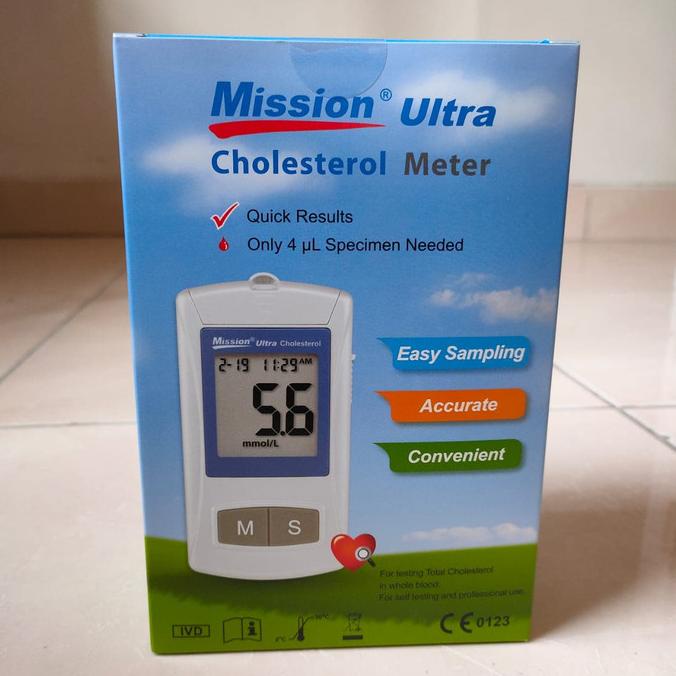 Mission® Ultra
Cholesterol Meter
Quick Results
Only 4 µL Specimen Needed
Mission® Ultra Cholesterol
2-19 11:29 AM
5.6
mmol/L
M S
Easy Sampling
Accurate
Convenient
For testing Total Cholesterol
in whole blood.
For self testing and professional use.
IVD
i
CE 0123